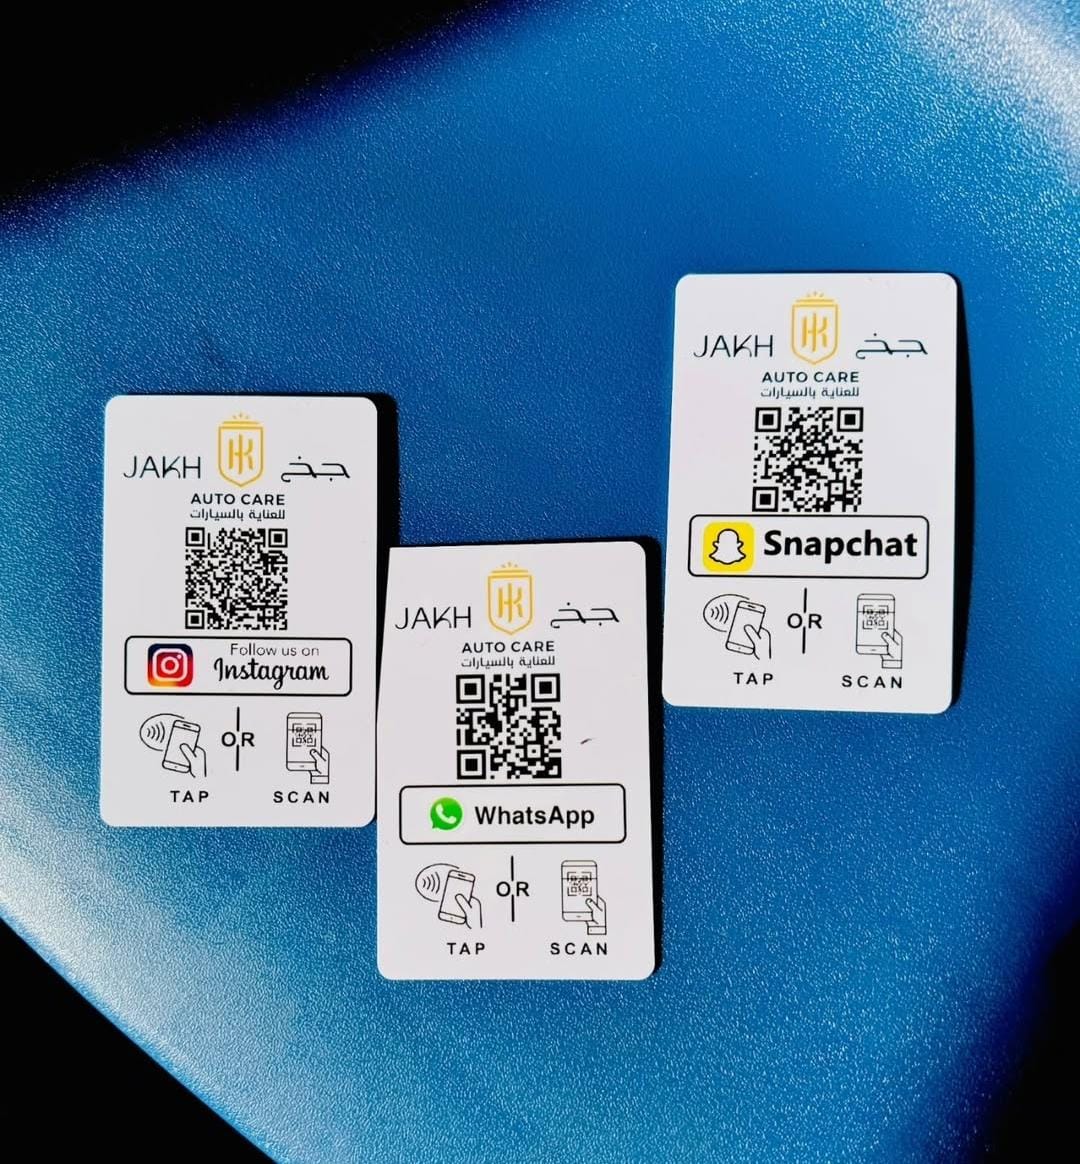 JAKH جخ
AUTO CARE
للعناية بالسيارات
Follow us on
Instagram
OR
TAP SCAN
JAKH جخ
AUTO CARE
للعناية بالسيارات
WhatsApp
OR
TAP SCAN
JAKH جخ
AUTO CARE
للعناية بالسيارات
Snapchat
OR
TAP SCAN